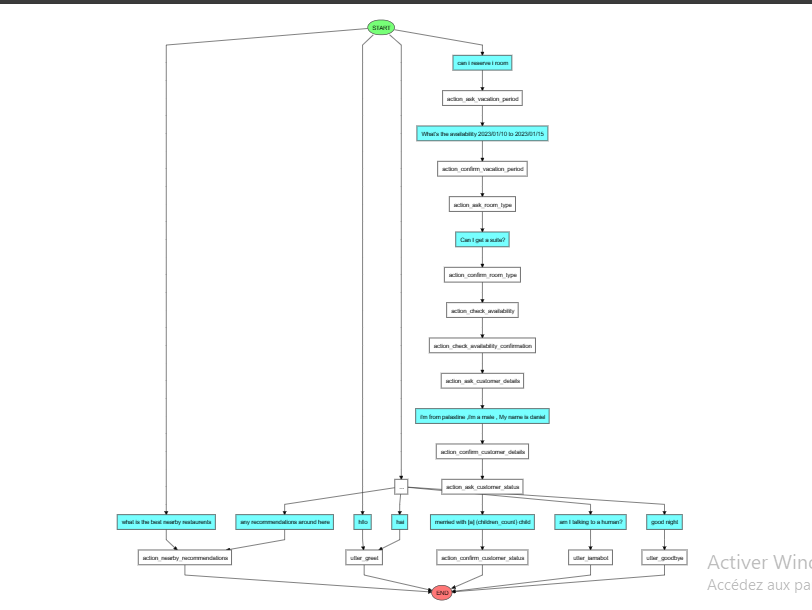 START
can i reserve i room
action_ask_vacation_period
What's the availability 2023/01/10 to 2023/01/15
action_confirm_vacation_period
action_ask_room_type
Can I get a suite?
action_confirm_room_type
action_check_availability
action_check_availability_confirmation
action_ask_customer_details
I'm from palastine ,I'm a male , My name is daniel
action_confirm_customer_details
...
action_ask_customer_status
what is the best nearby restaurents
any recommendations around here
hllo
hai
married with [a] (children_count) child
am I talking to a human?
good night
action_nearby_recommendations
utter_greet
action_confirm_customer_status
utter_iamabot
utter_goodbye
END
Activer Wind
Accédez aux pa